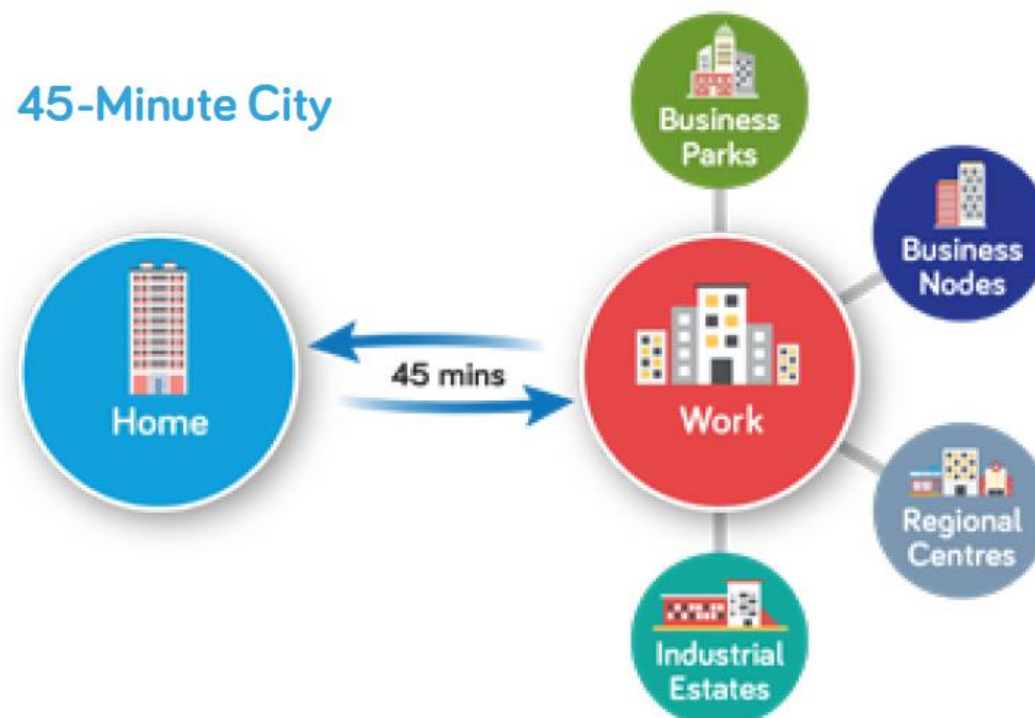 45-Minute City
Business
Parks
Business
Nodes
Home
45 mins
Work
Regional
Centres
Industrial
Estates